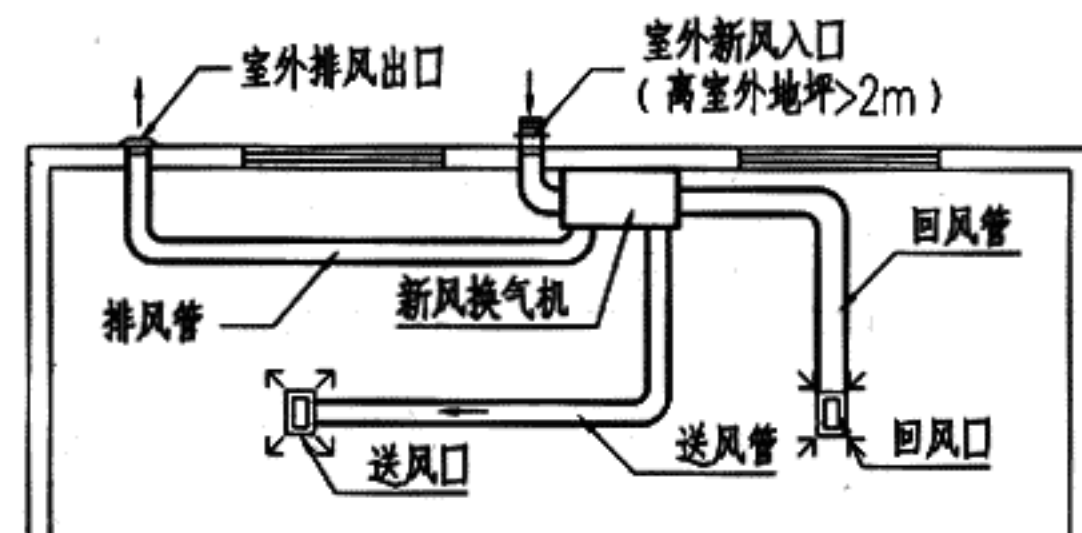 室外排风出口
室外新风入口
（离室外地坪>2m）
回风管
新风换气机
排风管
送风管
回风口
送风口